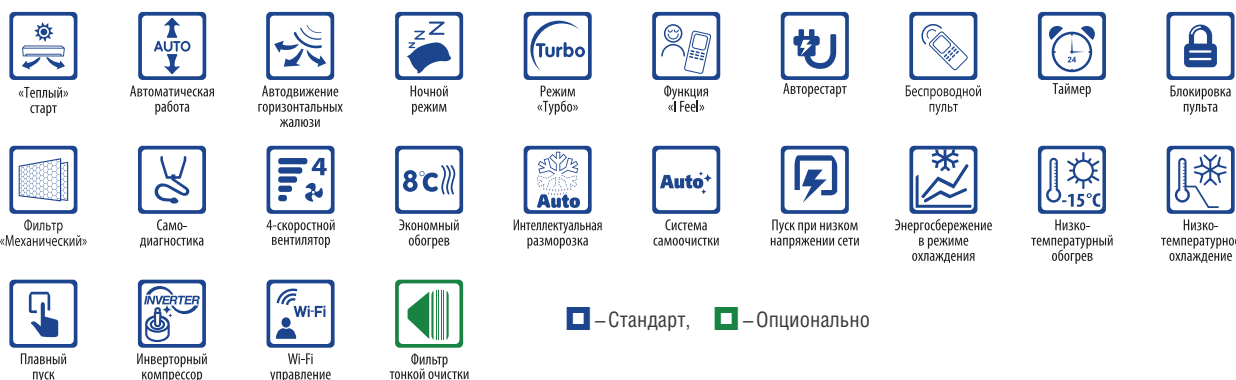 AUTO
Z Z Z
Turbo
24
«Теплый»
старт
Автоматическая
работа
Автодвижение
горизонтальных
жалюзи
Ночной
режим
Режим
«Турбо»
Функция
«I Feel»
Авторестарт
Беспроводной
пульт
Таймер
Блокировка
пульта
4
8°C
Auto
Auto
-15°C
Фильтр
«Механический»
Само-
диагностика
4-скоростной
вентилятор
Экономный
обогрев
Интеллектуальная
разморозка
Система
самоочистки
Пуск при низком
напряжении сети
Энергосбережение
в режиме
охлаждения
Низко-
температурный
обогрев
Низко-
температурное
охлаждение
INVERTER
Wi-Fi
Плавный
пуск
Инверторный
компрессор
Wi-Fi
управление
Фильтр
тонкой очистки
– Стандарт, – Опционально